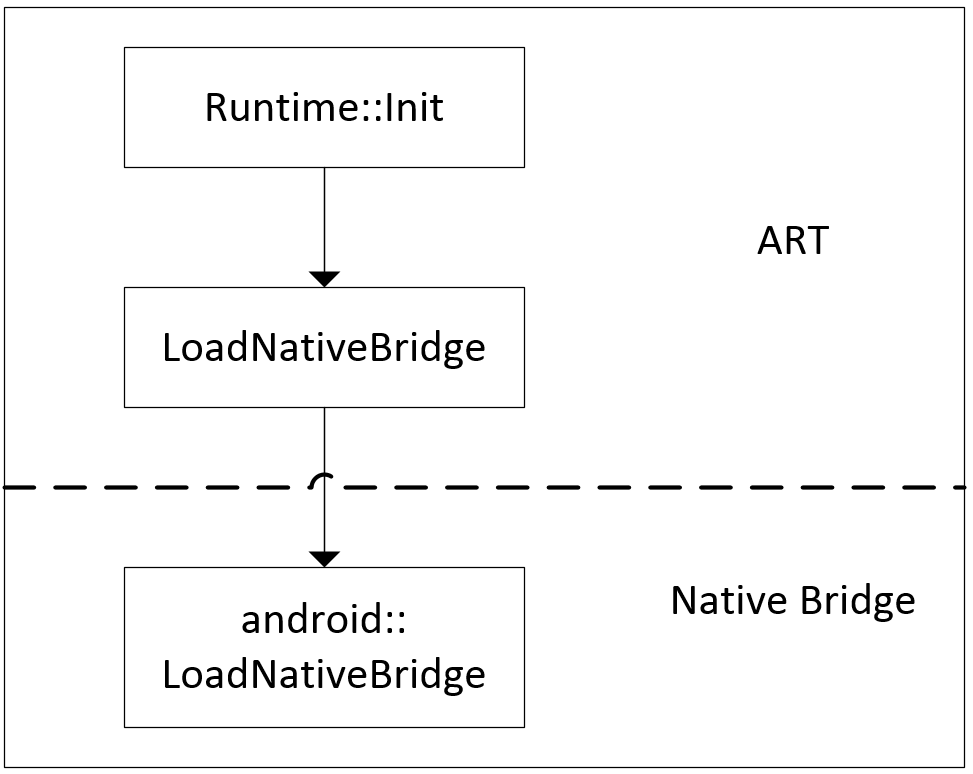 Runtime::Init
ART
LoadNativeBridge
Native Bridge
android::
LoadNativeBridge